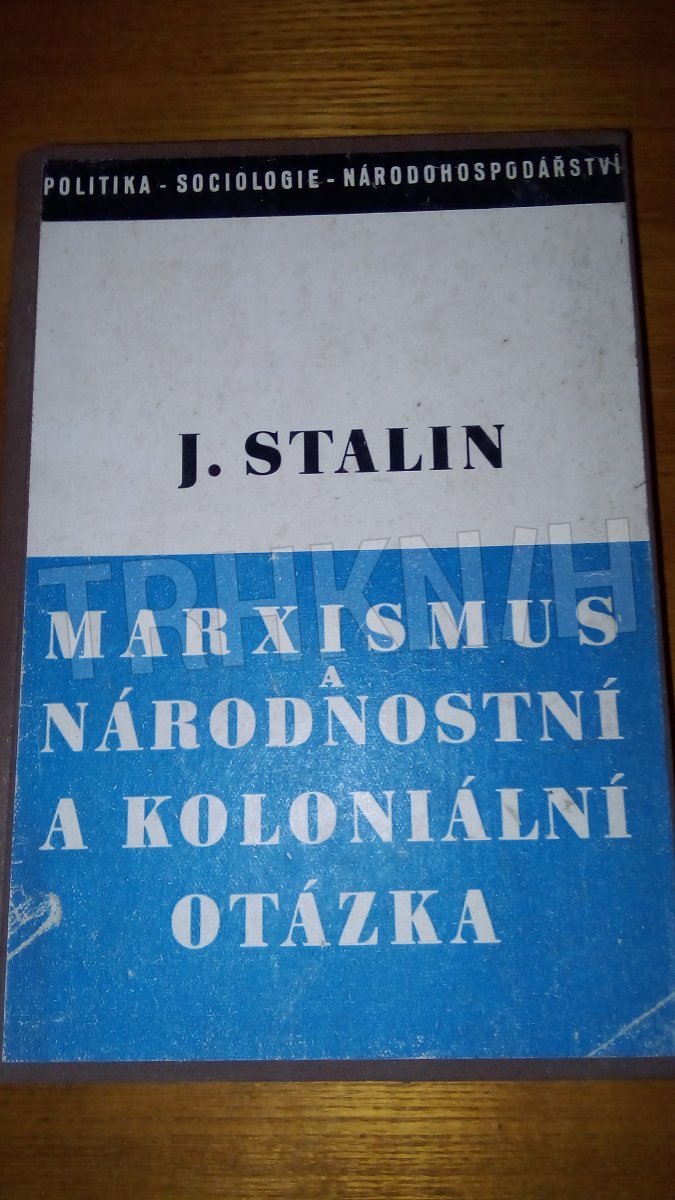 POLITIKA - SOCIOLOGIE - NÁRODOHOSPODÁŘSTVÍ
J. STALIN
TRHKNIH
MARXISMUS
A
NÁRODNOSTNÍ
A KOLONIÁLNÍ
OTÁZKA